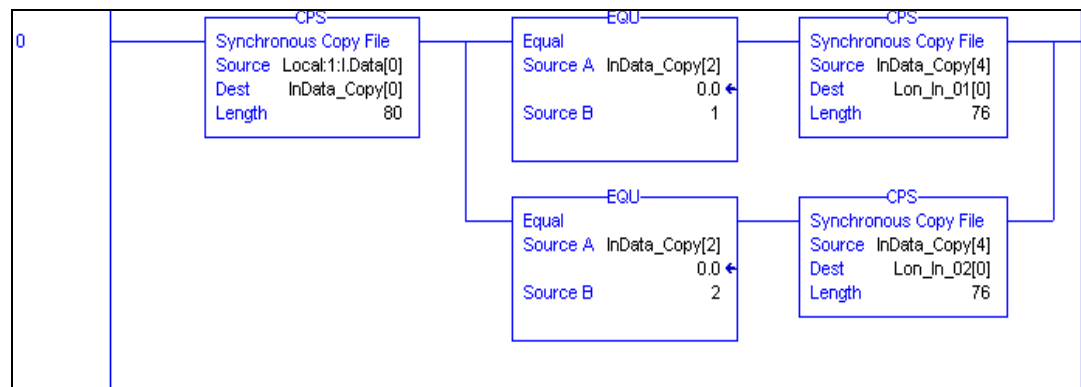 0
CPS
Synchronous Copy File
Source Local:1:I.Data[0]
Dest InData_Copy[0]
Length 80
EQU
Equal
Source A InData_Copy[2]
0.0
Source B 1
CPS
Synchronous Copy File
Source InData_Copy[4]
Dest Lon_In_01[0]
Length 76
EQU
Equal
Source A InData_Copy[2]
0.0
Source B 2
CPS
Synchronous Copy File
Source InData_Copy[4]
Dest Lon_In_02[0]
Length 76